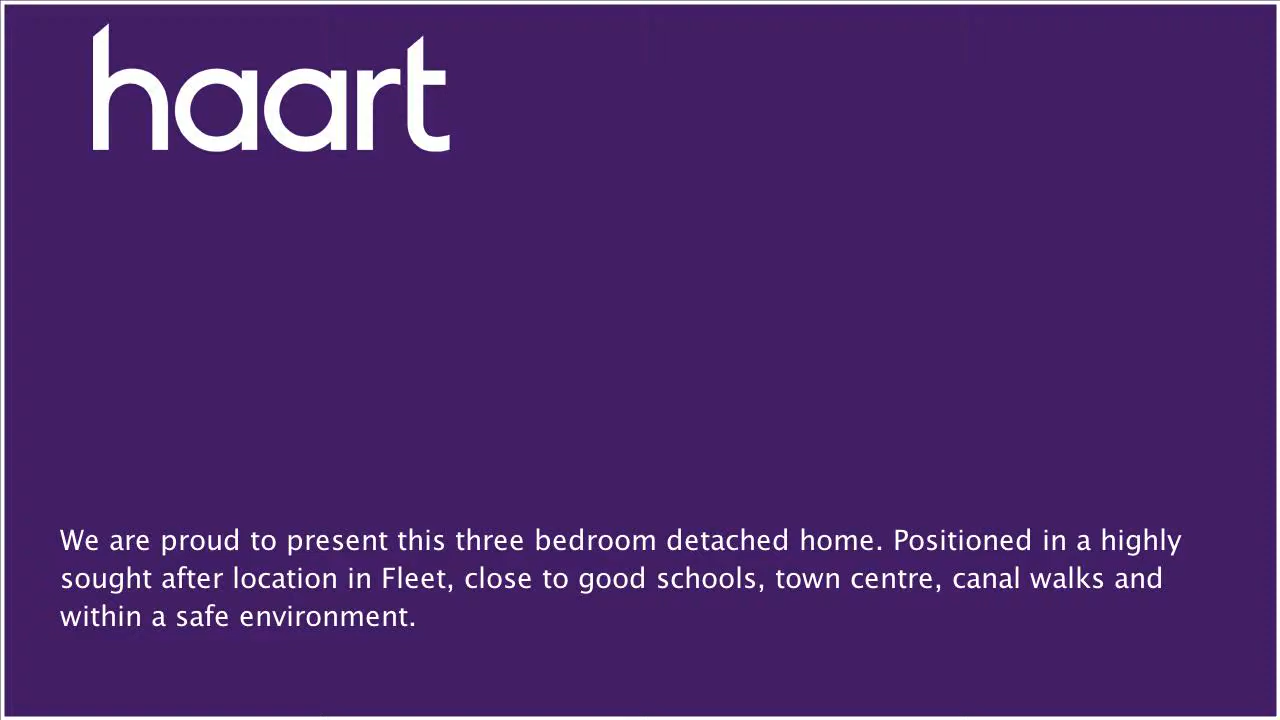 haart
We are proud to present this three bedroom detached home. Positioned in a highly
sought after location in Fleet, close to good schools, town centre, canal walks and
within a safe environment.